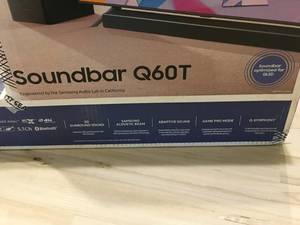 Soundbar Q60T
Engineered by the Samsung Audio Lab in California
Soundbar
optimized for
QLED
5.1Ch Bluetooth
3D
SURROUND SOUND
SAMSUNG
ACOUSTIC BEAM
ADAPTIVE SOUND
GAME PRO MODE
Q-SYMPHONY